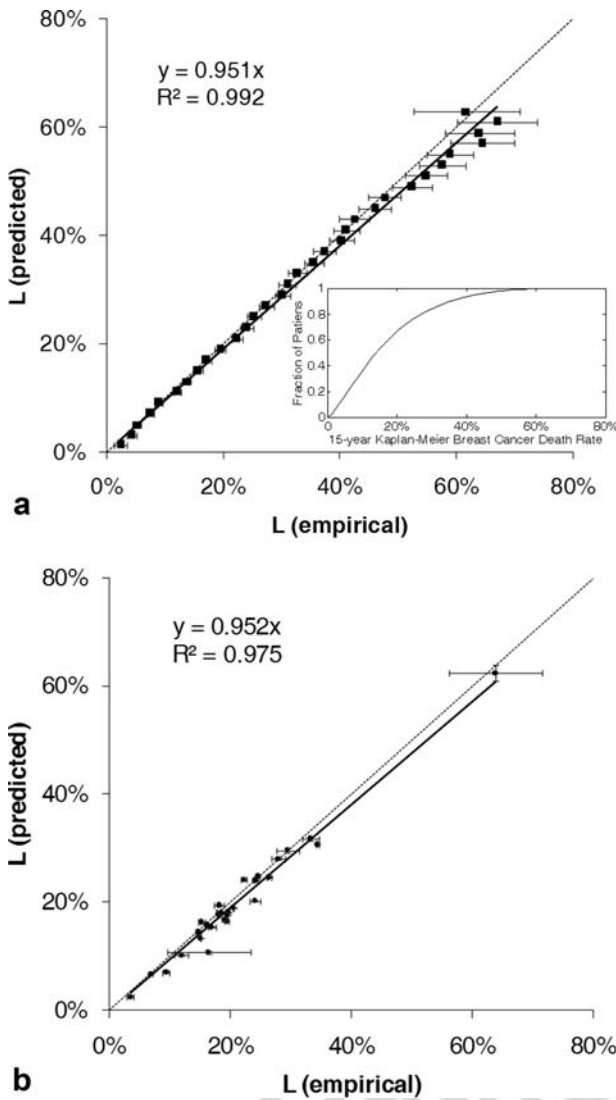 80%
y = 0.951x
R² = 0.992
60%
L (predicted)
40%
20%
0%
1
0.8
0.6
0.4
0.2
0
Fraction of Patiens
0 20% 40% 60% 80%
15-year Kaplan-Meier Breast Cancer Death Rate
0% 20% 40% 60% 80%
L (empirical)
a
80%
y = 0.952x
R² = 0.975
60%
L (predicted)
40%
20%
0%
0% 20% 40% 60% 80%
L (empirical)
b